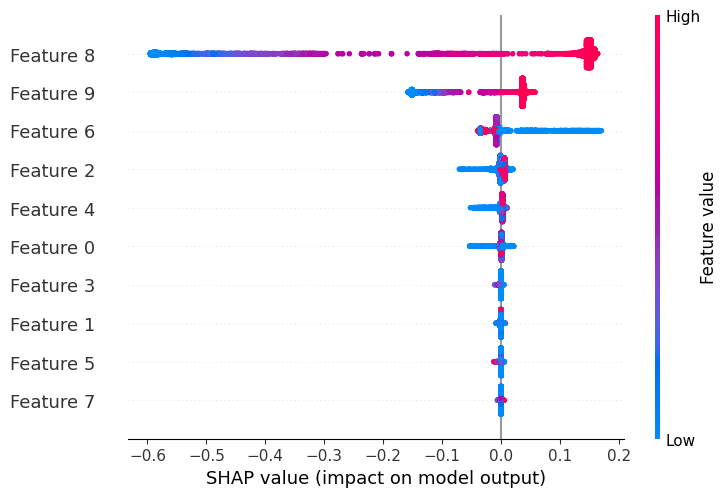 High
Feature 8
Feature 9
Feature 6
Feature 2
Feature 4
Feature 0
Feature 3
Feature 1
Feature 5
Feature 7
Feature value
Low
−0.6 −0.5 −0.4 −0.3 −0.2 −0.1 0.0 0.1 0.2
SHAP value (impact on model output)